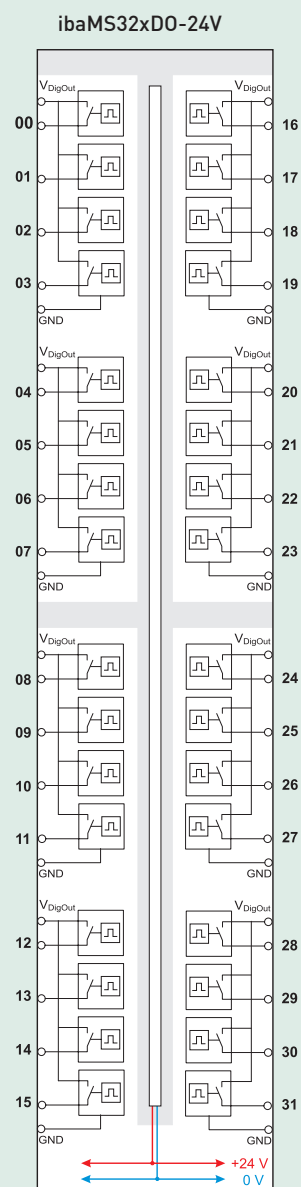 ibaMS32xDO-24V
VDigOut VDigOut
00 16
01 17
02 18
03 19
GND GND
VDigOut VDigOut
04 20
05 21
06 22
07 23
GND GND
VDigOut VDigOut
08 24
09 25
10 26
11 27
GND GND
VDigOut VDigOut
12 28
13 29
14 30
15 31
GND GND
+24 V
0 V